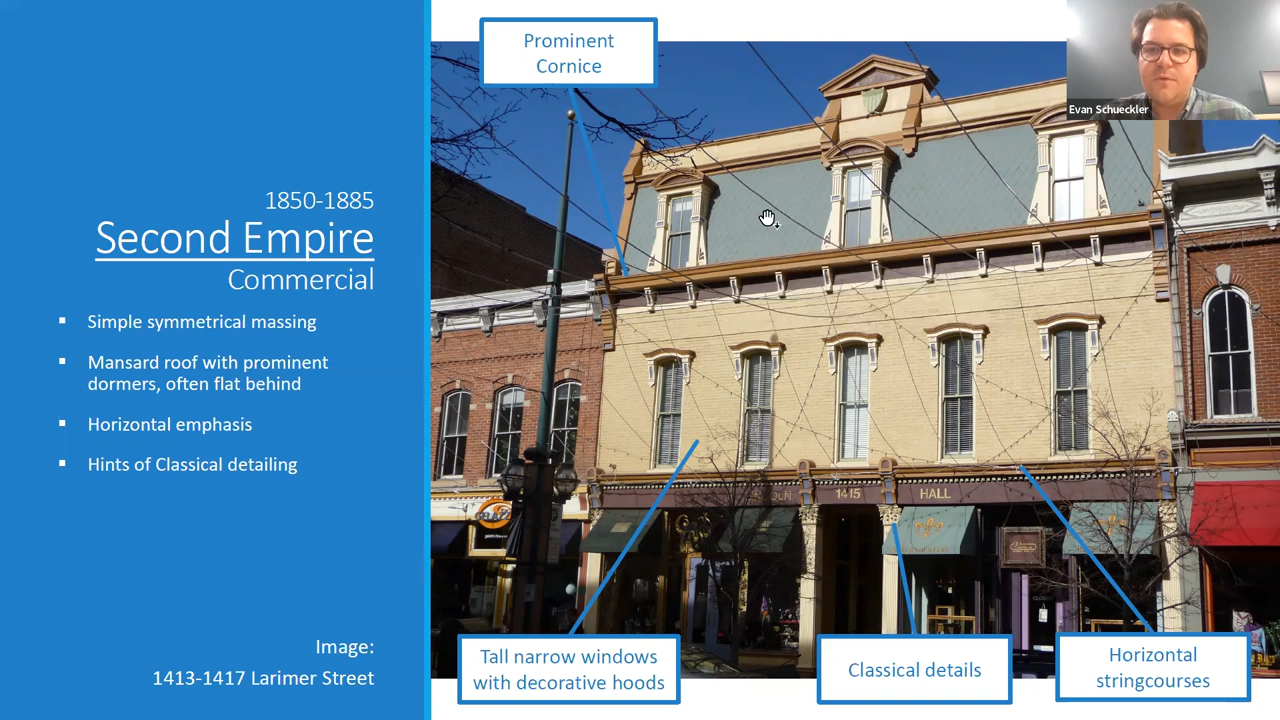 1850-1885
Second Empire
Commercial
▪ Simple symmetrical massing
▪ Mansard roof with prominent
dormers, often flat behind
▪ Horizontal emphasis
▪ Hints of Classical detailing
Image:
1413-1417 Larimer Street
Prominent
Cornice
Evan Schueckler
1415
HALL
Tall narrow windows
with decorative hoods
Classical details
Horizontal
stringcourses